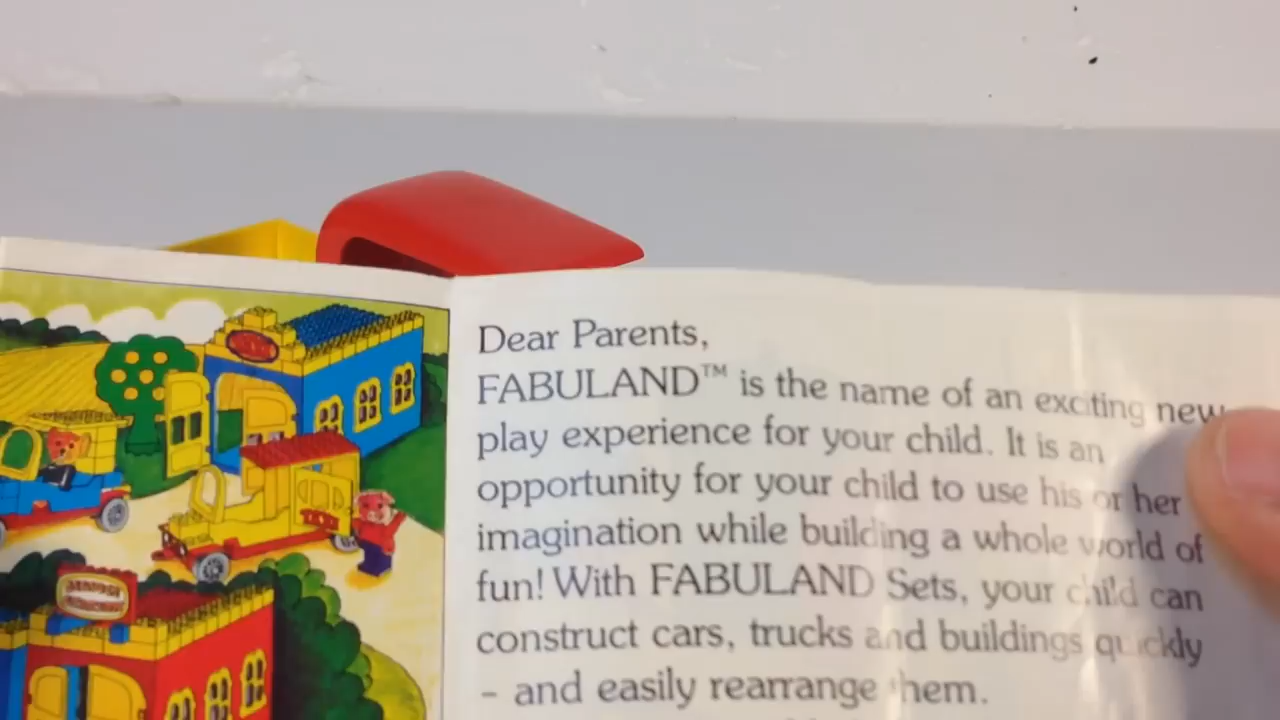 Dear Parents,
FABULAND™ is the name of an exciting new
play experience for your child. It is an
opportunity for your child to use his or her
imagination while building a whole world of
fun! With FABULAND Sets, your child can
construct cars, trucks and buildings quickly
- and easily rearrange them.
TAXI